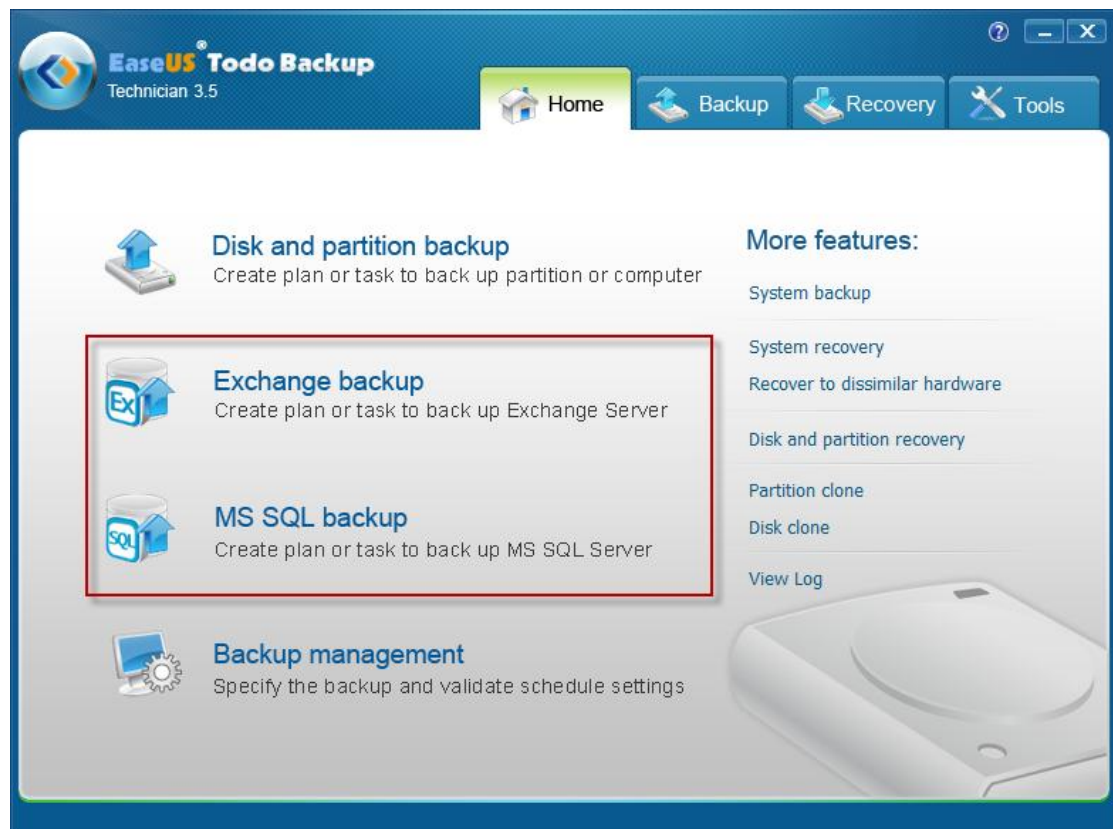 EaseUS® Todo Backup
Technician 3.5
Home
Backup
Recovery
Tools
Disk and partition backup
Create plan or task to back up partition or computer
Ex
Exchange backup
Create plan or task to back up Exchange Server
SQL
MS SQL backup
Create plan or task to back up MS SQL Server
Backup management
Specify the backup and validate schedule settings
More features:
System backup
System recovery
Recover to dissimilar hardware
Disk and partition recovery
Partition clone
Disk clone
View Log